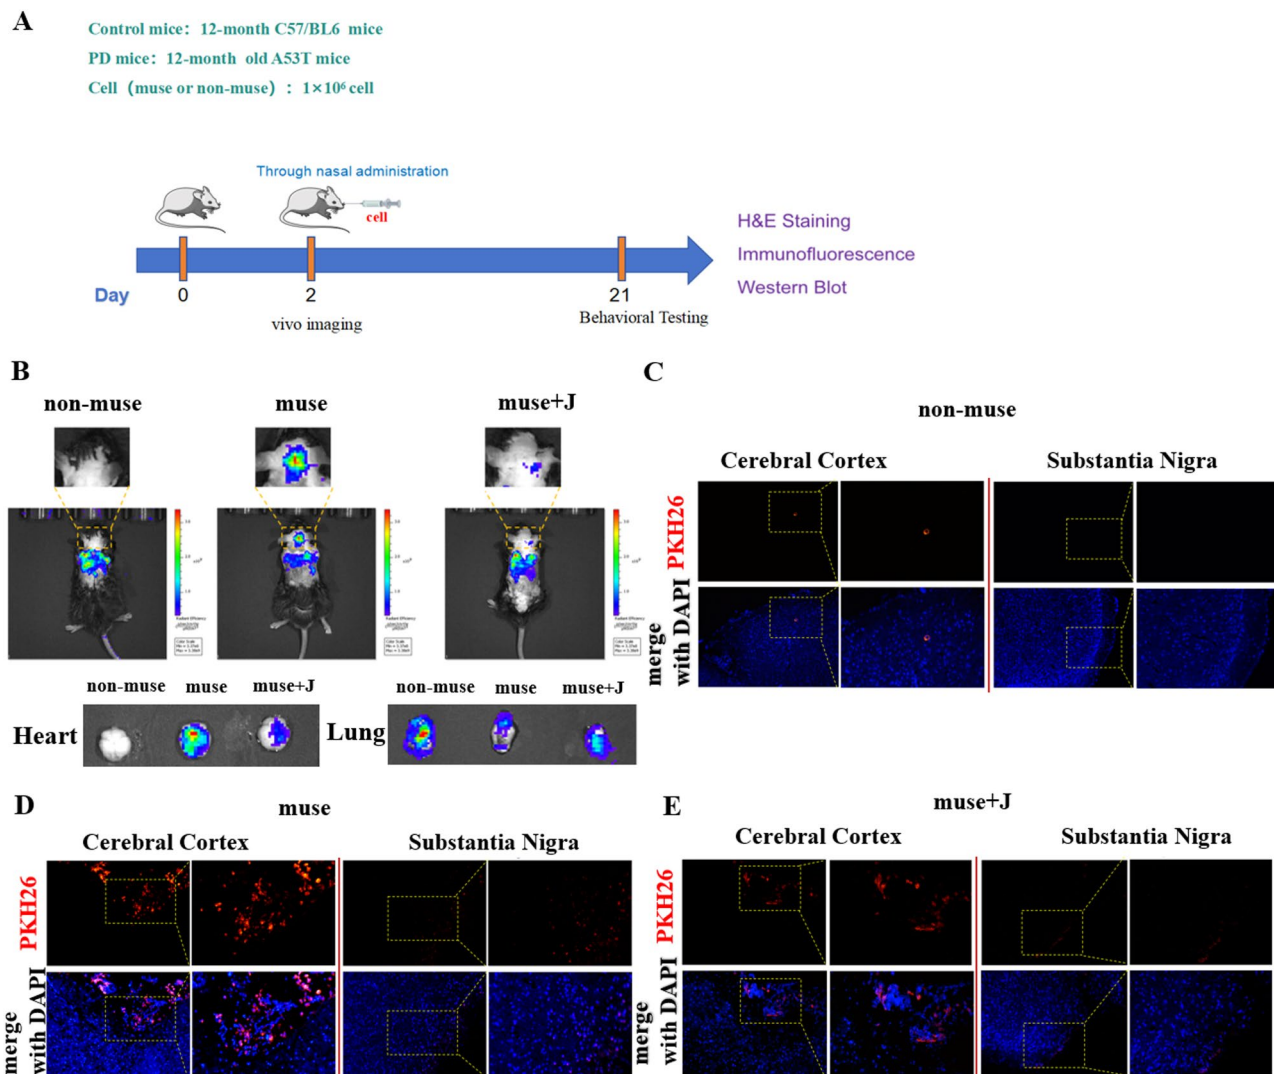 A
Control mice：12-month C57/BL6 mice
PD mice：12-month old A53T mice
Cell（muse or non-muse）：1×10⁶ cell
Through nasal administration
cell
H&E Staining
Immunofluorescence
Western Blot
Day
0
2
21
vivo imaging
Behavioral Testing
B
non-muse
muse
muse+J
non-muse
muse
muse+J
Heart
non-muse
muse
muse+J
Lung
C
non-muse
Cerebral Cortex
Substantia Nigra
PKH26
merge
with DAPI
D
muse
Cerebral Cortex
Substantia Nigra
PKH26
merge
with DAPI
E
muse+J
Cerebral Cortex
Substantia Nigra
PKH26
merge
with DAPI